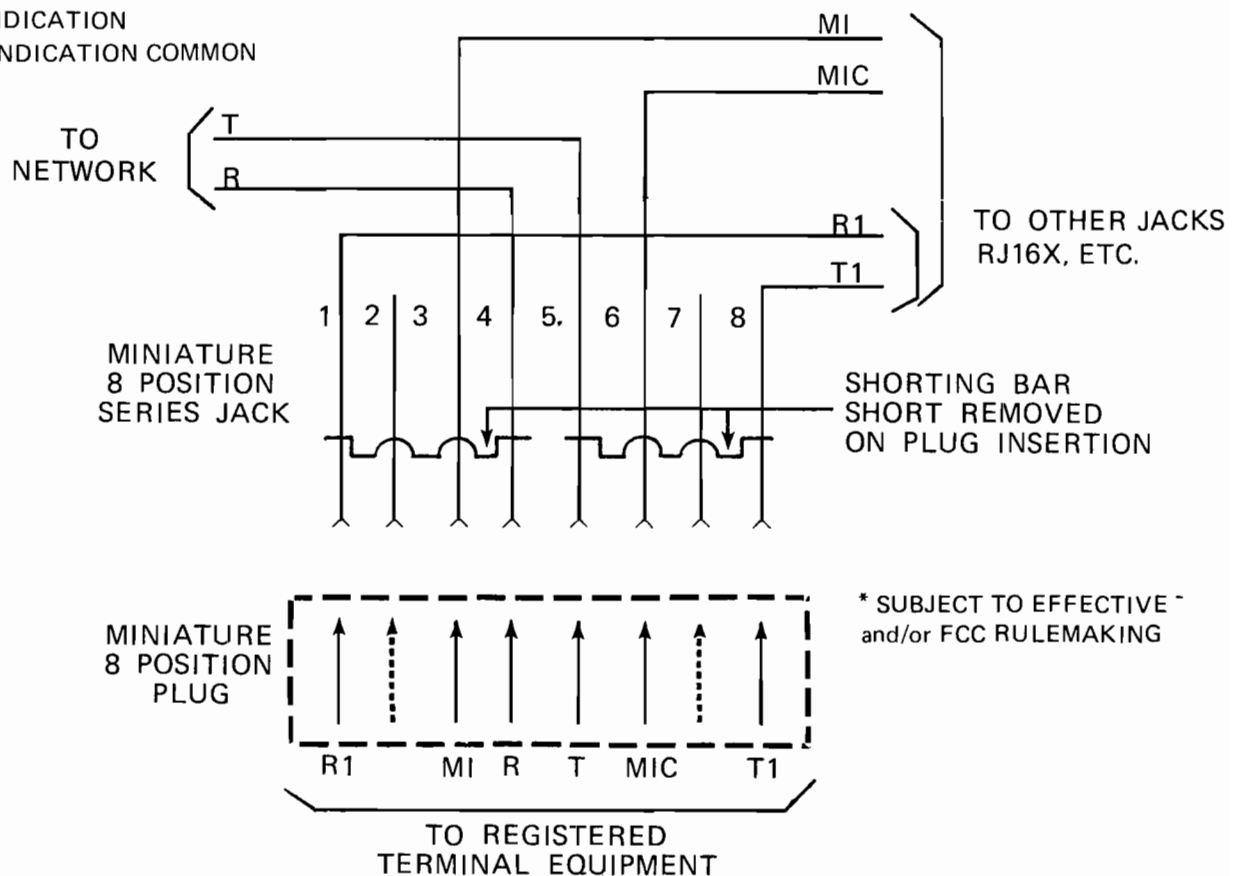 NDICATION
NDICATION COMMON
MI
MIC
TO
NETWORK
T
R
R1
T1
TO OTHER JACKS
RJ16X, ETC.
1 2 3 4 5. 6 7 8
MINIATURE
8 POSITION
SERIES JACK
SHORTING BAR
SHORT REMOVED
ON PLUG INSERTION
MINIATURE
8 POSITION
PLUG
* SUBJECT TO EFFECTIVE -
and/or FCC RULEMAKING
R1 MI R T MIC T1
TO REGISTERED
TERMINAL EQUIPMENT